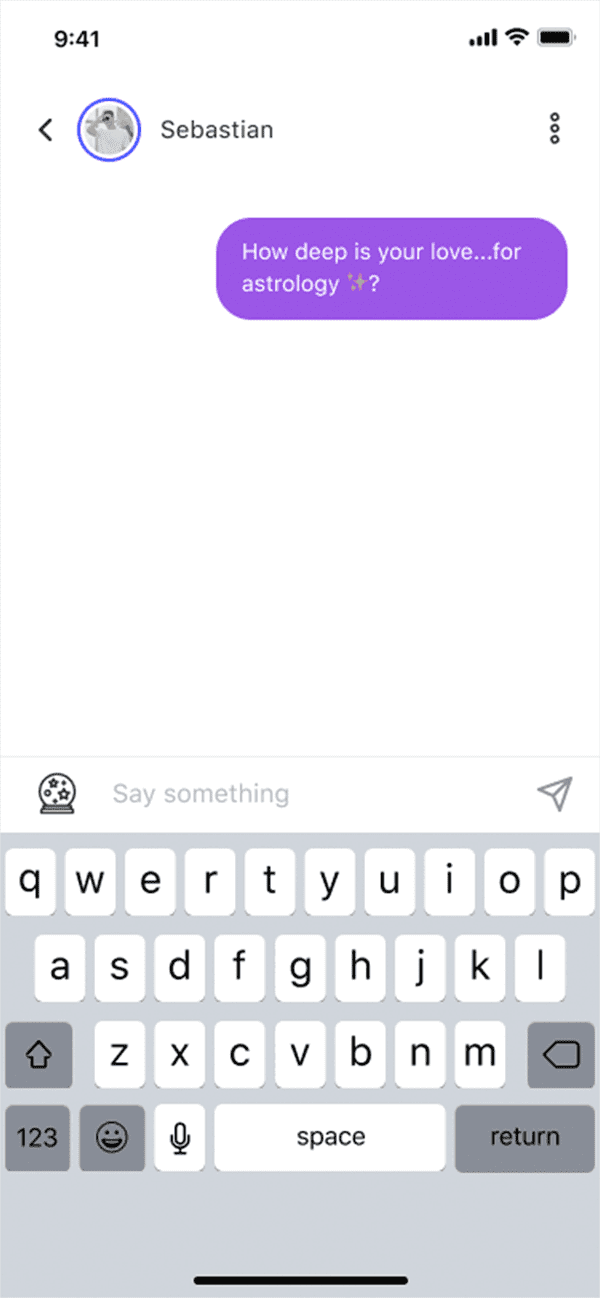 9:41
Sebastian
How deep is your love...for
astrology ✨?
Say something
q w e r t y u i o p
a s d f g h j k l
z x c v b n m
123 space return